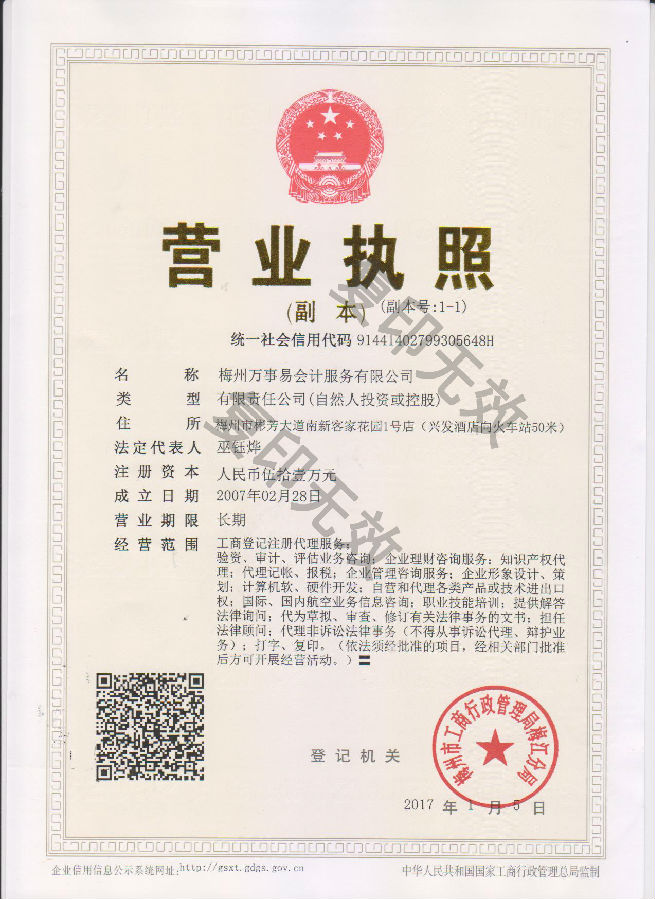 营业执照
(副 本) (副本号:1-1)
统一社会信用代码 91441402799305648H
名 称 梅州万事易会计服务有限公司
类 型 有限责任公司(自然人投资或控股)
住 所 梅州市彬芳大道南新客家花园1号店（兴发酒店向火车站50米）
法定代表人 巫钰烨
注册资本 人民币伍拾壹万元
成立日期 2007年02月28日
营业期限 长期
经营范围 工商登记注册代理服务;
验资、审计、评估业务咨询; 企业理财咨询服务; 知识产权代
理; 代理记帐、报税; 企业管理咨询服务; 企业形象设计、策
划; 计算机软、硬件开发; 自营和代理各类产品或技术进出口
权; 国际、国内航空业务信息咨询; 职业技能培训; 提供解答
法律询问; 代为草拟、审查、修订有关法律事务的文书; 担任
法律顾问; 代理非诉讼法律事务（不得从事诉讼代理、辩护业
务）; 打字、复印。（依法须经批准的项目，经相关部门批准
后方可开展经营活动。）
复印无效
复印无效
登记机关
梅州市工商行政管理局梅江分局
2017 年 1 月 5 日
企业信用信息公示系统网址: http://gsxt.gdgs.gov.cn
中华人民共和国国家工商行政管理总局监制